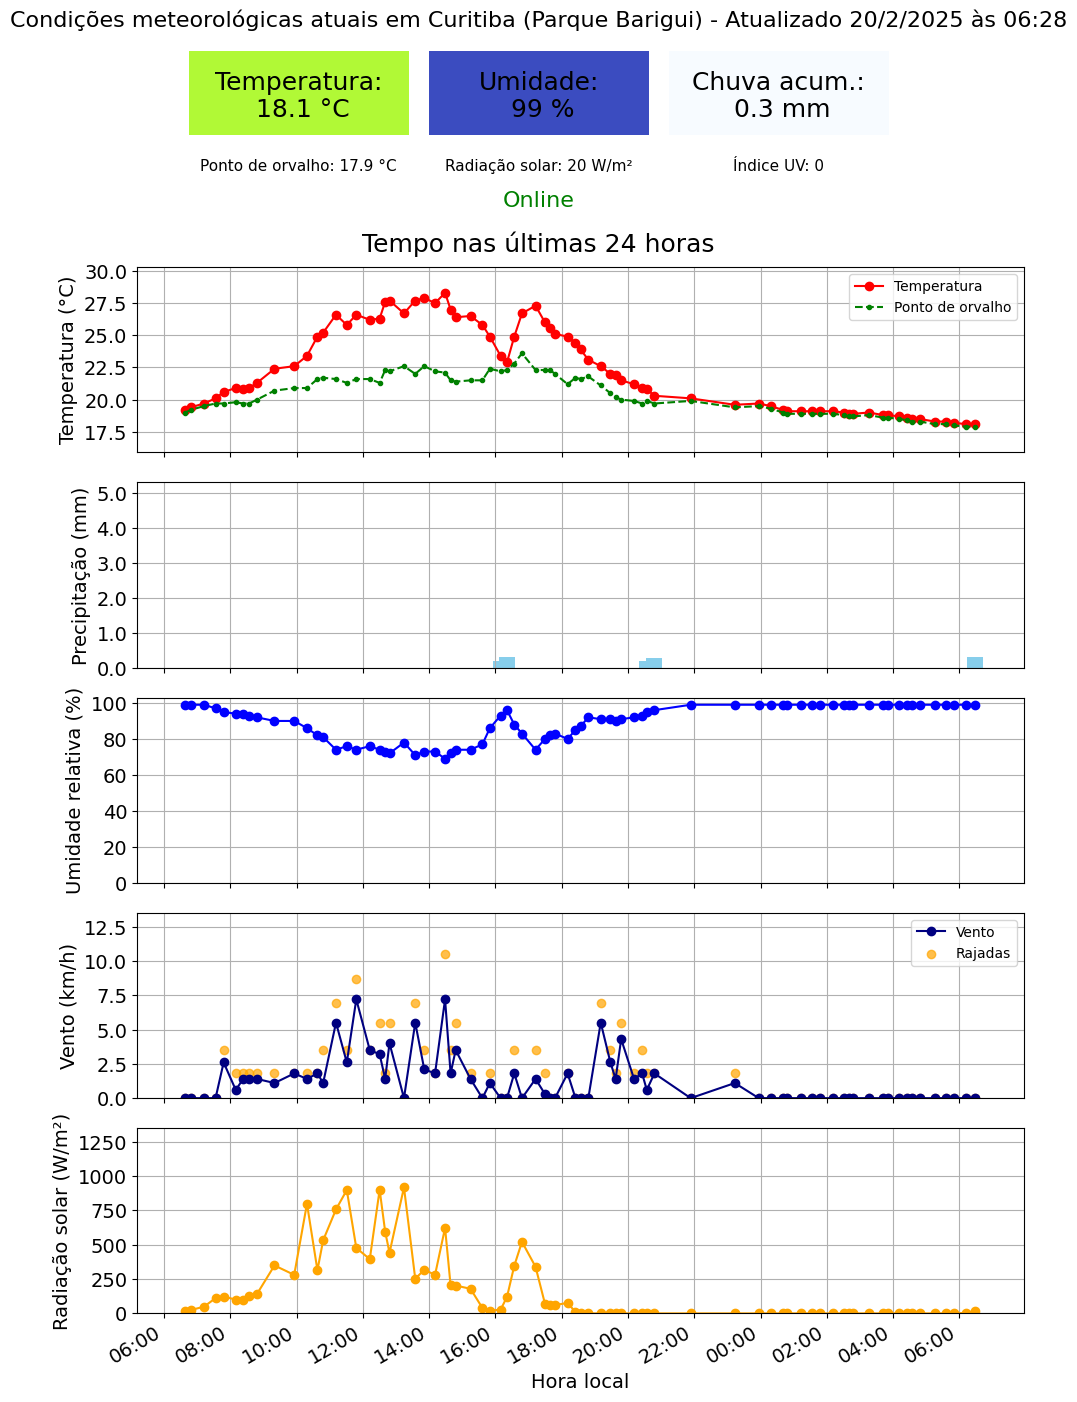 Condições meteorológicas atuais em Curitiba (Parque Barigui) - Atualizado 20/2/2025 às 06:28
Temperatura:
18.1 °C
Umidade:
99 %
Chuva acum.:
0.3 mm
Ponto de orvalho: 17.9 °C
Radiação solar: 20 W/m²
Índice UV: 0
Online
Tempo nas últimas 24 horas
Temperatura (°C)
30.0
27.5
25.0
22.5
20.0
17.5
Temperatura
Ponto de orvalho
Precipitação (mm)
5.0
4.0
3.0
2.0
1.0
0.0
Umidade relativa (%)
100
80
60
40
20
0
Vento (km/h)
12.5
10.0
7.5
5.0
2.5
0.0
Vento
Rajadas
Radiação solar (W/m²)
1250
1000
750
500
250
0
06:00
08:00
10:00
12:00
14:00
16:00
18:00
20:00
22:00
00:00
02:00
04:00
06:00
Hora local